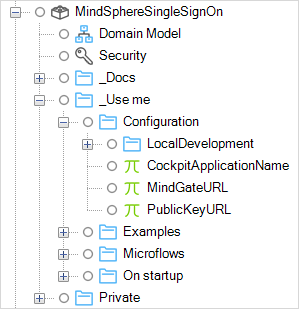 MindSphereSingleSignOn
Domain Model
Security
_Docs
_Use me
Configuration
LocalDevelopment
CockpitApplicationName
MindGateURL
PublicKeyURL
Examples
Microflows
On startup
Private